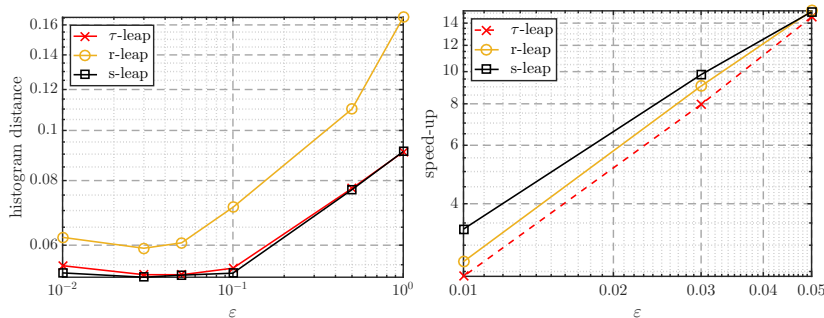 0.16
0.14
0.12
0.1
0.08
0.06
histogram distance
τ-leap
r-leap
s-leap
10⁻²
10⁻¹
10⁰
ε
14
12
10
8
6
4
speed-up
τ-leap
r-leap
s-leap
0.01
0.02
0.03
0.04
0.05
ε